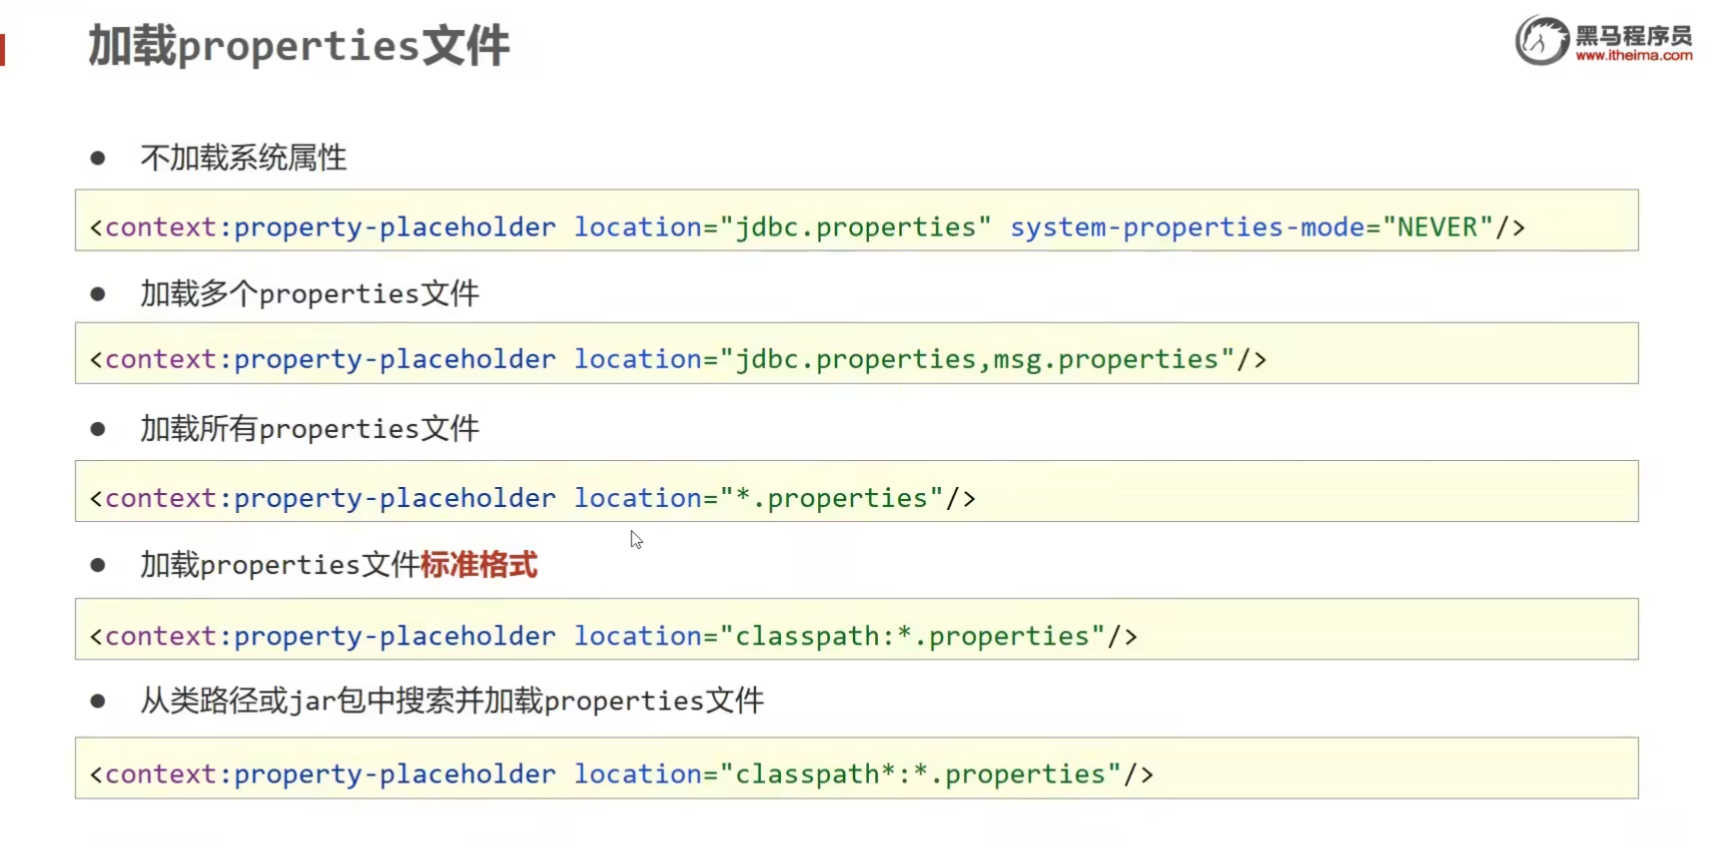 加载properties文件
黑马程序员
www.itheima.com
● 不加载系统属性
<context:property-placeholder location="jdbc.properties" system-properties-mode="NEVER"/>
● 加载多个properties文件
<context:property-placeholder location="jdbc.properties,msg.properties"/>
● 加载所有properties文件
<context:property-placeholder location="*.properties"/>
● 加载properties文件标准格式
<context:property-placeholder location="classpath:*.properties"/>
● 从类路径或jar包中搜索并加载properties文件
<context:property-placeholder location="classpath*:*.properties"/>